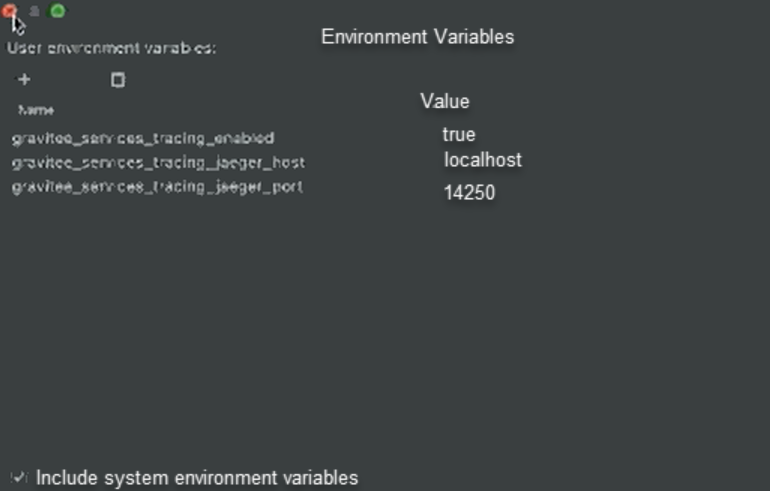 Environment Variables
User environment variables:
Name Value
gravitee_services_tracing_enabled true
gravitee_services_tracing_jaeger_host localhost
gravitee_services_tracing_jaeger_port 14250
Include system environment variables